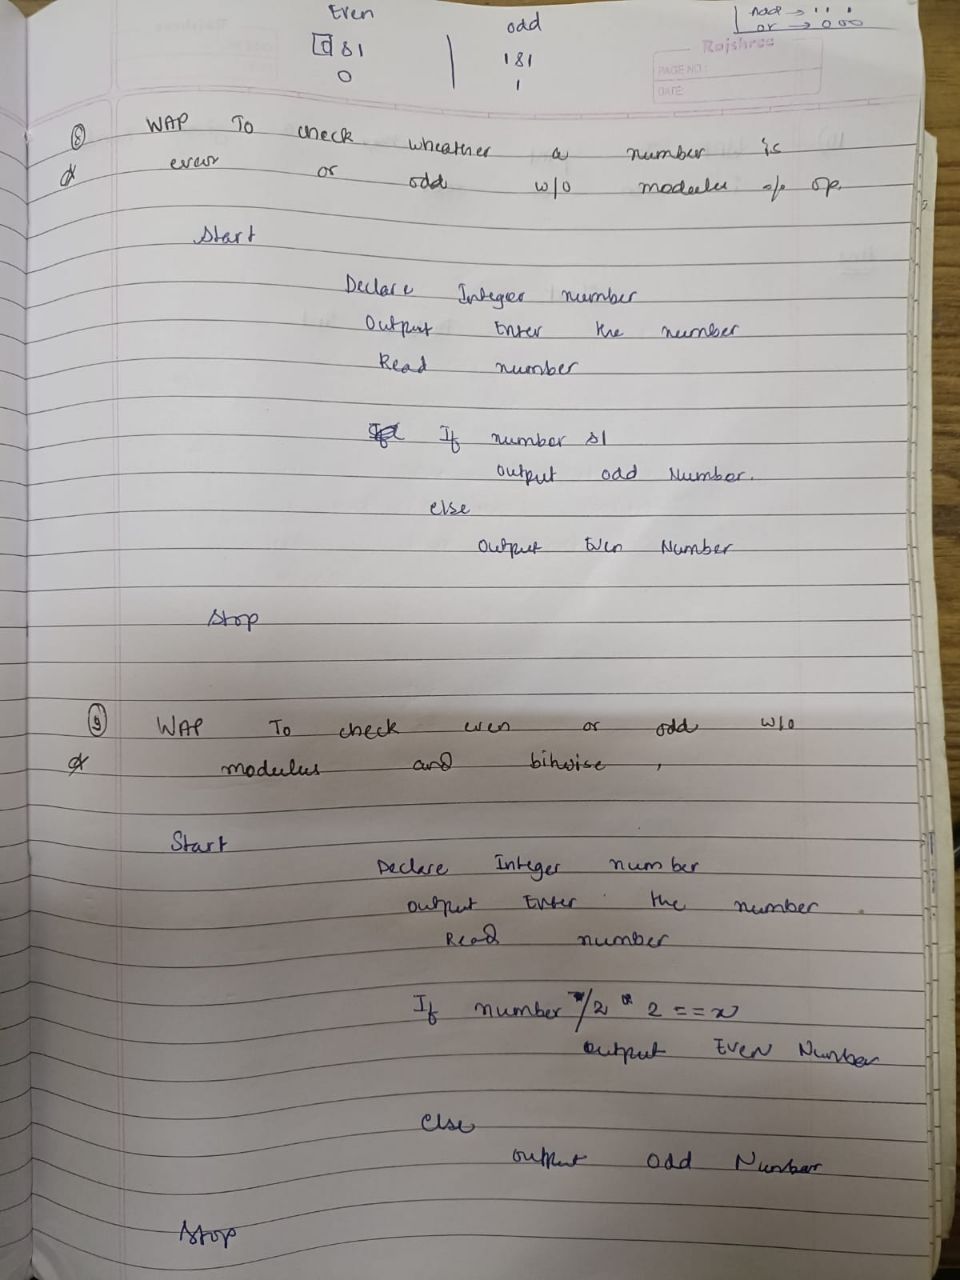 Even
odd
and → 1 1 1
or → 0 0 0
0 &1
1 &1
0
1
Rajshree
PAGE NO.:
DATE:
⑧ WAP To check wheather a number is
even or odd w/o modulus % op.
Start
Declare Integer number
Output Enter the number
Read number
If number &1
output odd Number.
else
output Even Number
Stop
⑨ WAP To check even or odd w/o
modulus and bitwise ,
Start
Declare Integer number
output Enter the number
Read number
If number /2 * 2 == x
output EVEN Number
else
output odd Number
Stop